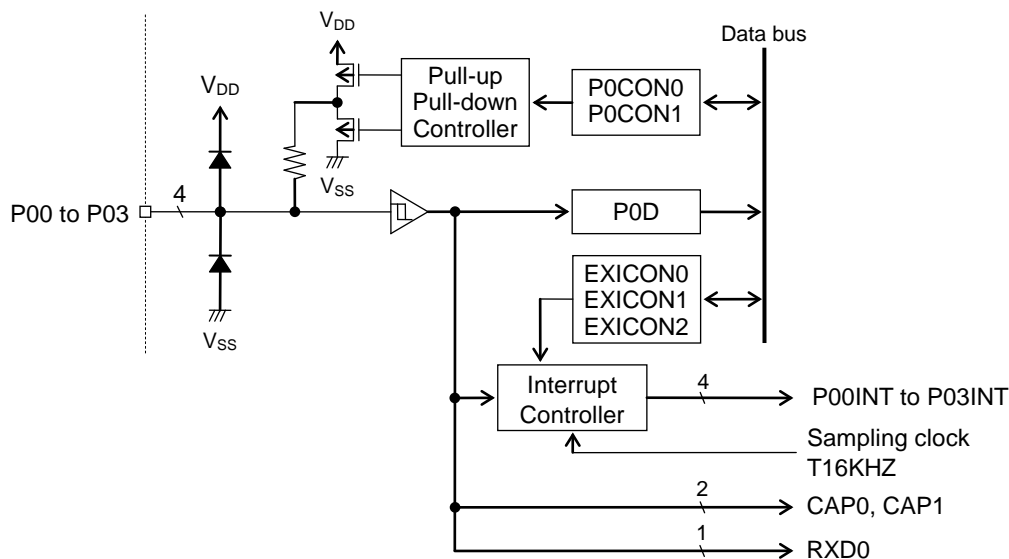 VDD
Data bus
VDD
Pull-up
Pull-down
Controller
P0CON0
P0CON1
VSS
P00 to P03
4
P0D
VSS
EXICON0
EXICON1
EXICON2
Interrupt
Controller
4
P00INT to P03INT
Sampling clock
T16KHZ
2
CAP0, CAP1
1
RXD0